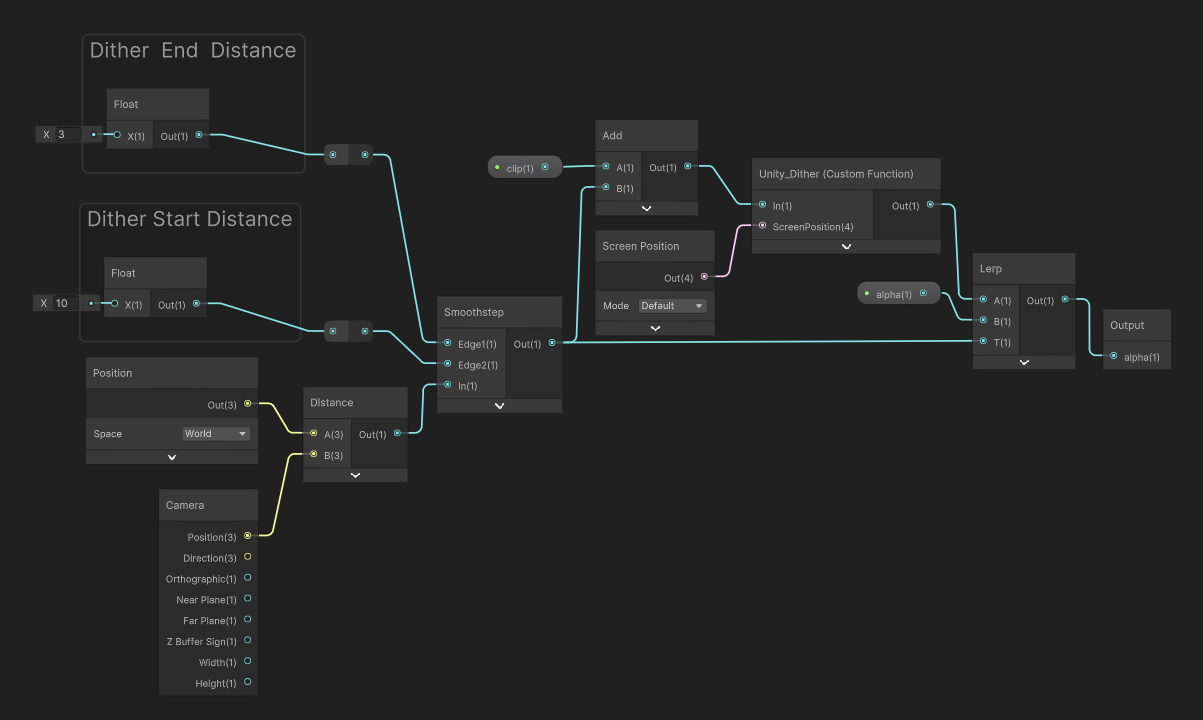 Dither End Distance
Float
X 3
X(1) Out(1)
Dither Start Distance
Float
X 10
X(1) Out(1)
Position
Out(3)
Space World
Camera
Position(3)
Direction(3)
Orthographic(1)
Near Plane(1)
Far Plane(1)
Z Buffer Sign(1)
Width(1)
Height(1)
Distance
A(3) Out(1)
B(3)
Smoothstep
Edge1(1) Out(1)
Edge2(1)
In(1)
clip(1)
Add
A(1) Out(1)
B(1)
Screen Position
Out(4)
Mode Default
Unity_Dither (Custom Function)
In(1) Out(1)
ScreenPosition(4)
alpha(1)
Lerp
A(1) Out(1)
B(1)
T(1)
Output
alpha(1)